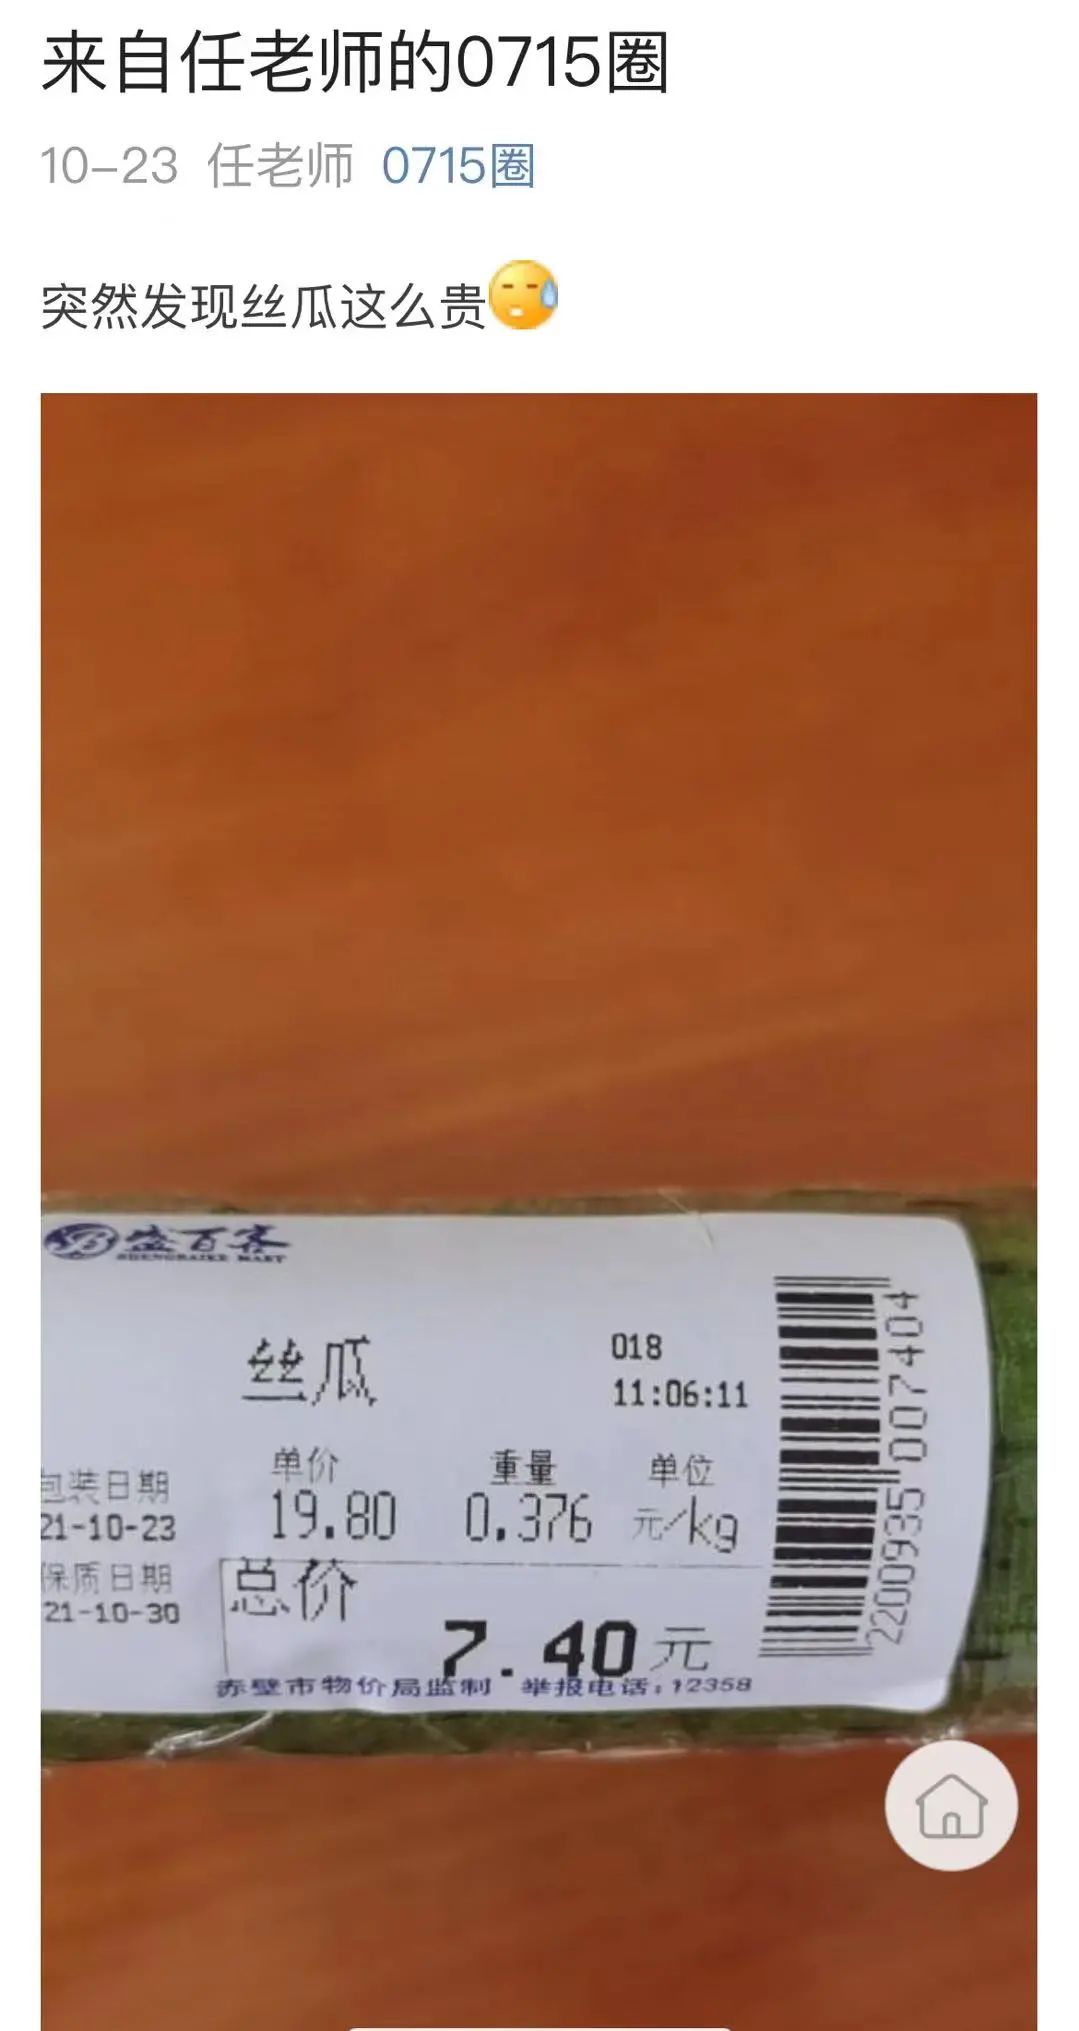 来自任老师的0715圈
10-23 任老师 0715圈
突然发现丝瓜这么贵
盛百客
SHENGBAIKE MART
丝瓜
018
11:06:11
包装日期
21-10-23
保质日期
21-10-30
单价 重量 单位
19.80 0.376 元/kg
总价
7.40元
赤壁市物价局监制 举报电话:12358
2200935007404